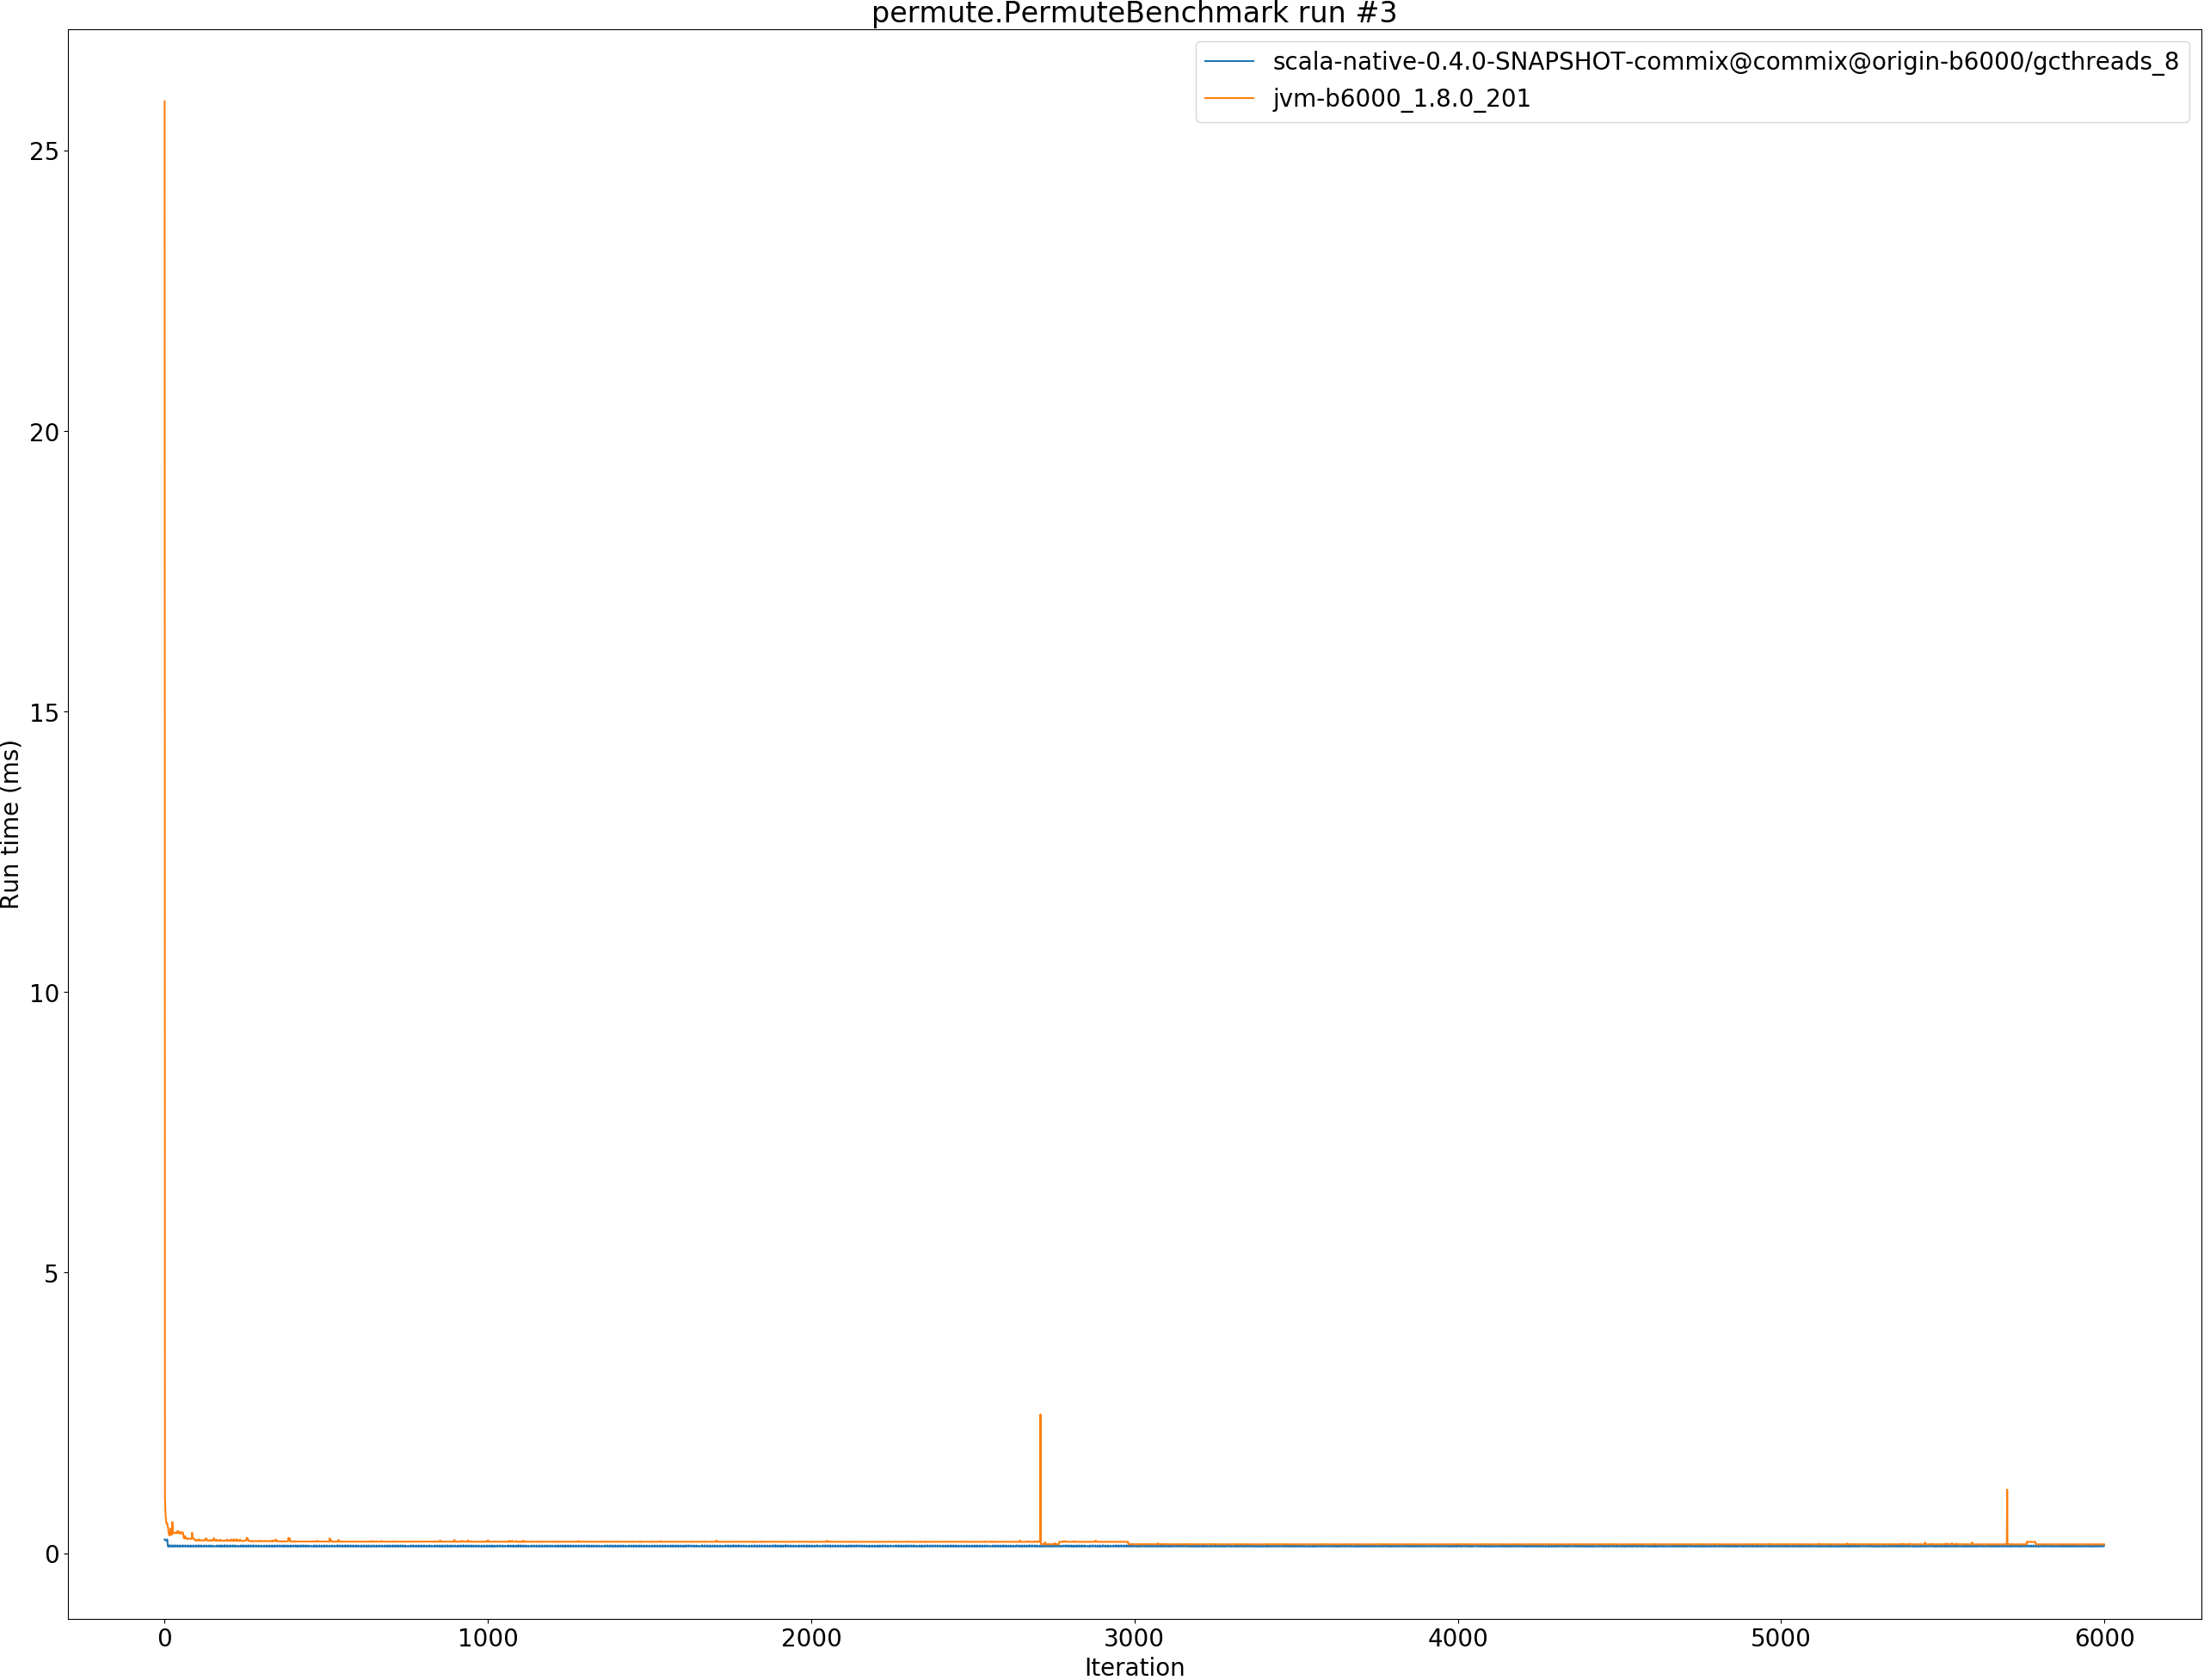 permute.PermuteBenchmark run #3
scala-native-0.4.0-SNAPSHOT-commix@commix@origin-b6000/gcthreads_8
jvm-b6000_1.8.0_201
Run time (ms)
25
20
15
10
5
0
0 1000 2000 3000 4000 5000 6000
Iteration